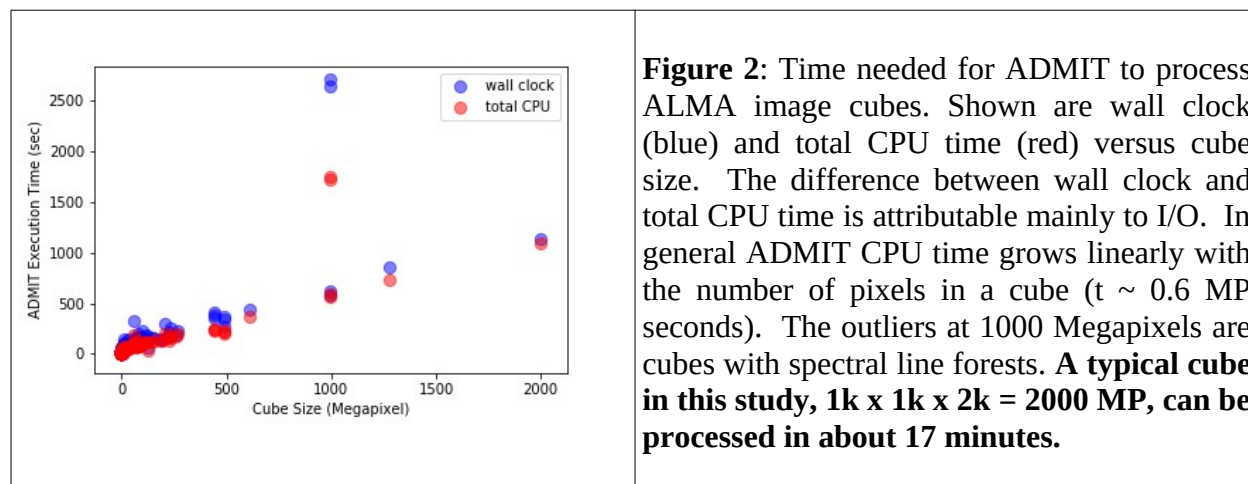 2500
2000
1500
1000
500
0
ADMIT Execution Time (sec)
wall clock
total CPU
0 500 1000 1500 2000
Cube Size (Megapixel)
Figure 2: Time needed for ADMIT to process
ALMA image cubes. Shown are wall clock
(blue) and total CPU time (red) versus cube
size. The difference between wall clock and
total CPU time is attributable mainly to I/O. In
general ADMIT CPU time grows linearly with
the number of pixels in a cube (t ~ 0.6 MP
seconds). The outliers at 1000 Megapixels are
cubes with spectral line forests. A typical cube
in this study, 1k x 1k x 2k = 2000 MP, can be
processed in about 17 minutes.